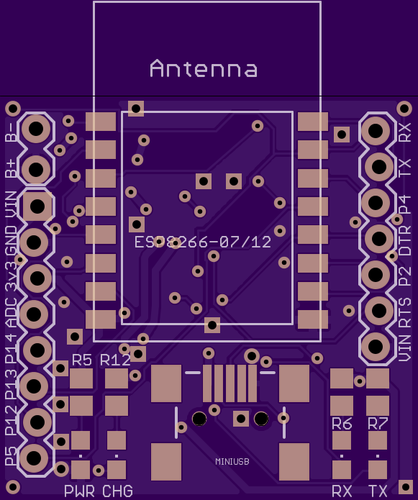 Antenna
B-
B+
VIN
GND
3v3
ADC
P14
P13
P12
P5
RX
TX
P4
DTR
P2
RTS
VIN
ESP8266-07/12
R5 R12
R6 R7
MINIUSB
PWR CHG
RX TX